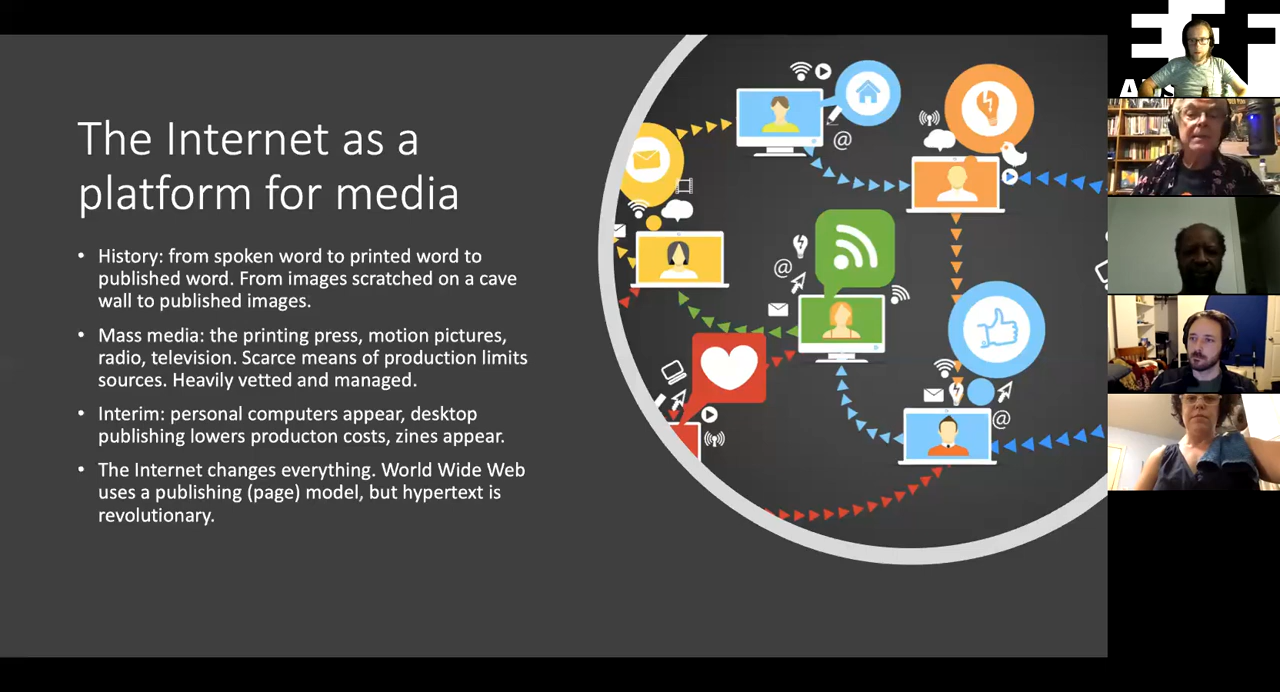 The Internet as a
platform for media
• History: from spoken word to printed word to
published word. From images scratched on a cave
wall to published images.
• Mass media: the printing press, motion pictures,
radio, television. Scarce means of production limits
sources. Heavily vetted and managed.
• Interim: personal computers appear, desktop
publishing lowers producton costs, zines appear.
• The Internet changes everything. World Wide Web
uses a publishing (page) model, but hypertext is
revolutionary.
@
@
@